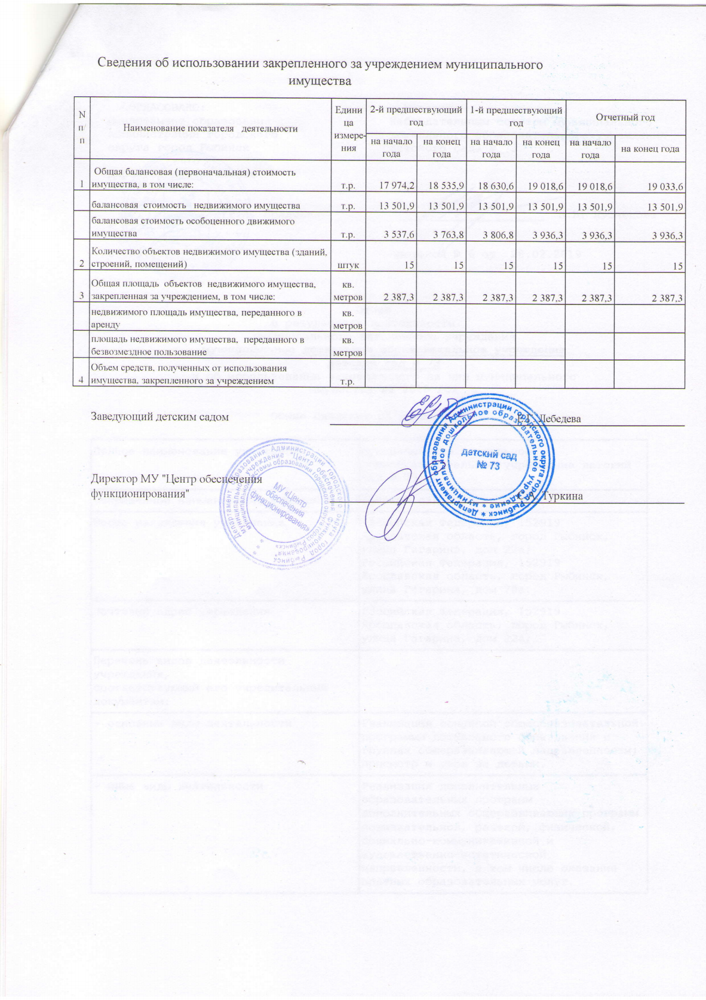 Сведения об использовании закрепленного за учреждением муниципального
имущества
N п/п Наименование показателя деятельности Едини ца измере- ния 2-й предшествующий год 1-й предшествующий год Отчетный год
на начало года на конец года на начало года на конец года на начало года на конец года
Общая балансовая (первоначальная) стоимость
1 имущества, в том числе: т.р. 17 974,2 18 535,9 18 630,6 19 018,6 19 018,6 19 033,6
балансовая стоимость недвижимого имущества т.р. 13 501,9 13 501,9 13 501,9 13 501,9 13 501,9 13 501,9
балансовая стоимость особоценного движимого
имущества т.р. 3 537,6 3 763,8 3 806,8 3 936,3 3 936,3 3 936,3
Количество объектов недвижимого имущества (зданий,
2 строений, помещений) штук 15 15 15 15 15 15
Общая площадь объектов недвижимого имущества, кв.
3 закрепленная за учреждением, в том числе: метров 2 387,3 2 387,3 2 387,3 2 387,3 2 387,3 2 387,3
недвижимого площадь имущества, переданного в кв.
аренду метров
площадь недвижимого имущества, переданного в кв.
безвозмездное пользование метров
Объем средств, полученных от использования
4 имущества, закрепленного за учреждением т.р.
Заведующий детским садом Лебедева
Департамент образования Администрации городского округа город Рыбинск
муниципальное дошкольное образовательное учреждение
детский сад
№ 73
Директор МУ "Центр обеспечения
функционирования" Туркина
Департамент образования Администрации городского округа город Рыбинск
муниципальное учреждение "Центр обеспечения функционирования
муниципальной системы образования городского округа город Рыбинск"
МУ «Центр
обеспечения
функционирования»